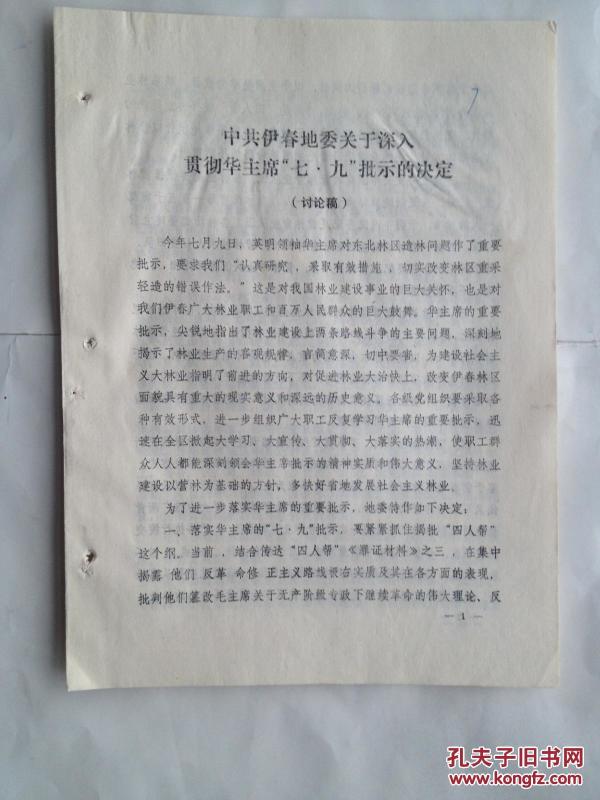 7
中共伊春地委关于深入
贯彻华主席“七·九”批示的决定
（讨论稿）
今年七月九日，英明领袖华主席对东北林区造林问题作了重要
批示，要求我们“认真研究，采取有效措施，切实改变林区重采
轻造的错误作法。”这是对我国林业建设事业的巨大关怀，也是对
我们伊春广大林业职工和百万人民群众的巨大鼓舞。华主席的重要
批示，尖锐地指出了林业建设上两条路线斗争的主要问题，深刻地
揭示了林业生产的客观规律，言简意深，切中要害，为建设社会主
义大林业指明了前进的方向，对促进林业大治快上，改变伊春林区
面貌具有重大的现实意义和深远的历史意义。各级党组织要采取各
种有效形式，进一步组织广大职工反复学习华主席的重要批示，迅
速在全区掀起大学习、大宣传、大贯彻、大落实的热潮，使职工群
众人人都能深刻领会华主席批示的精神实质和伟大意义，坚持林业
建设以营林为基础的方针，多快好省地发展社会主义林业。
为了进一步落实华主席的重要批示，地委特作如下决定：
一、落实华主席的“七·九”批示，要紧紧抓住揭批“四人帮”
这个纲。当前，结合传达“四人帮”《罪证材料》之三，在集中
揭露他们反革命修正主义路线极右实质及其在各方面的表现，
批判他们篡改毛主席关于无产阶级专政下继续革命的伟大理论、反
— 1 —
孔夫子旧书网
www.kongfz.com